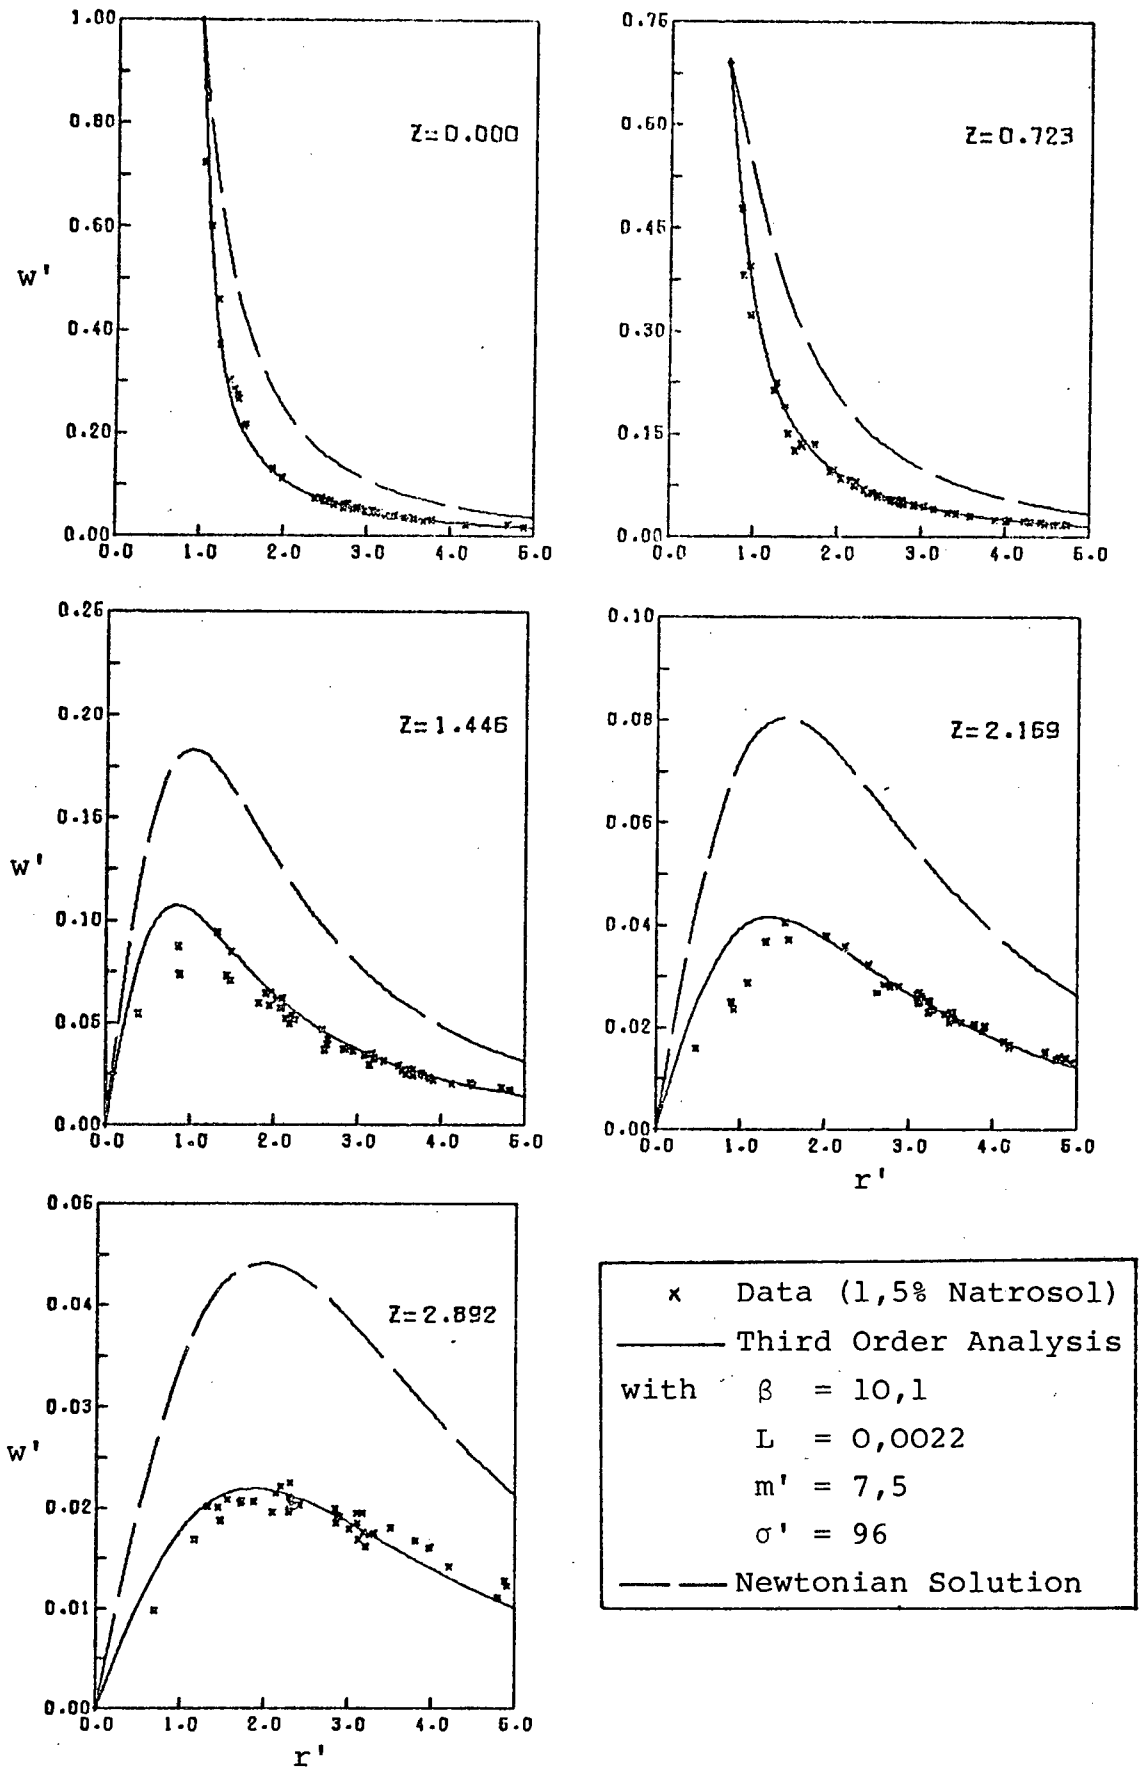 1.00
0.80
0.60
0.40
0.20
0.00
W'
Z=0.000
0.0 1.0 2.0 3.0 4.0 5.0
0.75
0.60
0.45
0.30
0.15
0.00
Z=0.723
0.0 1.0 2.0 3.0 4.0 5.0
0.25
0.20
0.15
0.10
0.05
0.00
W'
Z=1.446
0.0 1.0 2.0 3.0 4.0 5.0
0.10
0.08
0.06
0.04
0.02
0.00
Z=2.169
0.0 1.0 2.0 3.0 4.0 5.0
r'
0.05
0.04
0.03
0.02
0.01
0.00
W'
Z=2.892
0.0 1.0 2.0 3.0 4.0 5.0
r'
x Data (1,5% Natrosol)
Third Order Analysis
with β = 10,1
L = 0,0022
m' = 7,5
σ' = 96
Newtonian Solution